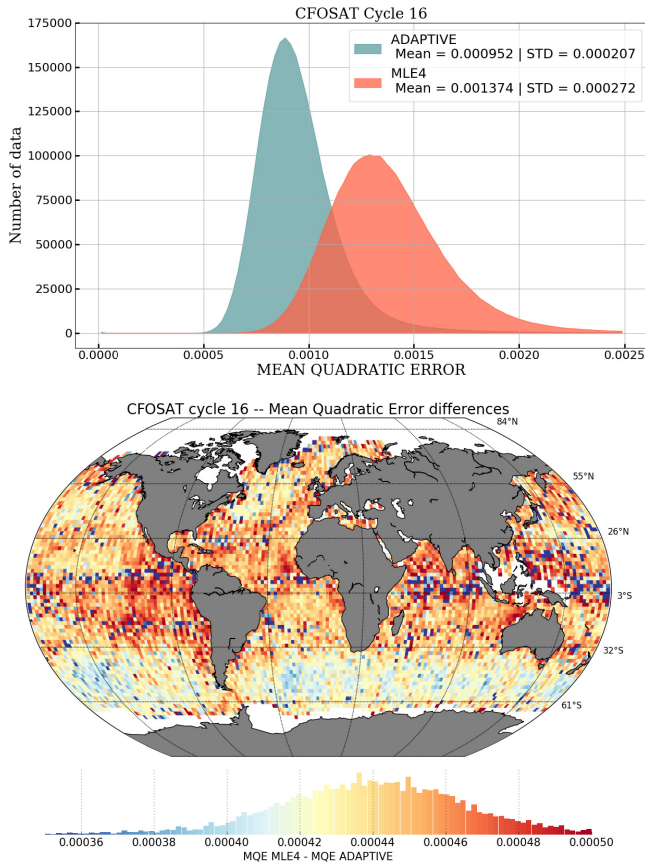 CFOSAT Cycle 16
175000
150000
125000
100000
75000
50000
25000
0
Number of data
ADAPTIVE
Mean = 0.000952 | STD = 0.000207
MLE4
Mean = 0.001374 | STD = 0.000272
0.0000 0.0005 0.0010 0.0015 0.0020 0.0025
MEAN QUADRATIC ERROR
CFOSAT cycle 16 -- Mean Quadratic Error differences
84°N
55°N
26°N
3°S
32°S
61°S
0.00036 0.00038 0.00040 0.00042 0.00044 0.00046 0.00048 0.00050
MQE MLE4 - MQE ADAPTIVE